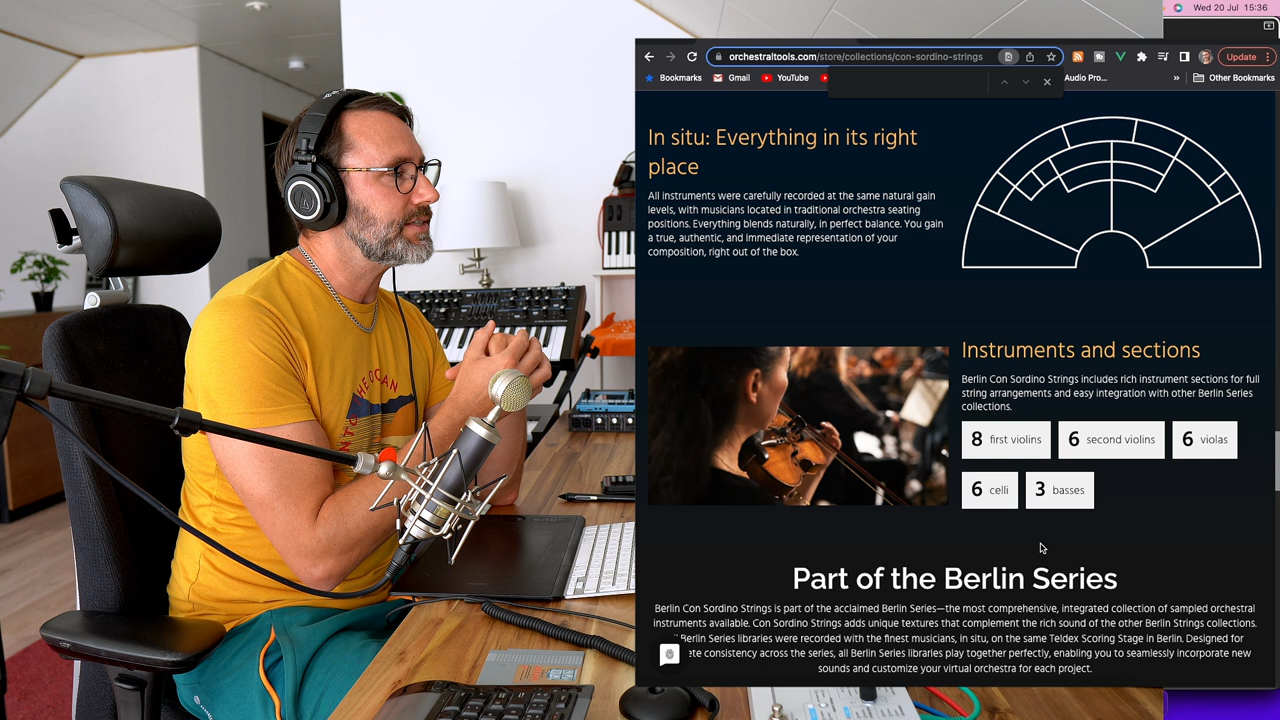 Wed 20 Jul 15:36
orchestraltools.com/store/collections/con-sordino-strings
Update
Bookmarks
Gmail
YouTube
Audio Pro...
»
Other Bookmarks
In situ: Everything in its right
place
All instruments were carefully recorded at the same natural gain
levels, with musicians located in traditional orchestra seating
positions. Everything blends naturally, in perfect balance. You gain
a true, authentic, and immediate representation of your
composition, right out of the box.
Instruments and sections
Berlin Con Sordino Strings includes rich instrument sections for full
string arrangements and easy integration with other Berlin Series
collections.
8 first violins
6 second violins
6 violas
6 celli
3 basses
Part of the Berlin Series
Berlin Con Sordino Strings is part of the acclaimed Berlin Series—the most comprehensive, integrated collection of sampled orchestral
instruments available. Con Sordino Strings adds unique textures that complement the rich sound of the other Berlin Strings collections.
Berlin Series libraries were recorded with the finest musicians, in situ, on the same Teldex Scoring Stage in Berlin. Designed for
ete consistency across the series, all Berlin Series libraries play together perfectly, enabling you to seamlessly incorporate new
sounds and customize your virtual orchestra for each project.
THE OCEAN